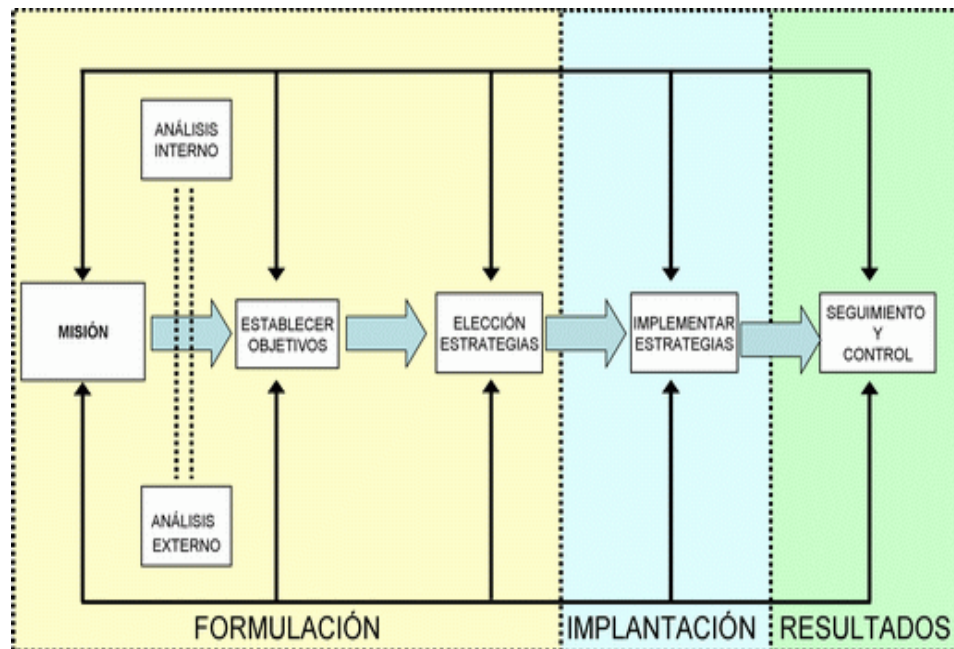 ANÁLISIS
INTERNO
MISIÓN
ESTABLECER
OBJETIVOS
ELECCIÓN
ESTRATEGIAS
IMPLEMENTAR
ESTRATEGIAS
SEGUIMIENTO
Y
CONTROL
ANÁLISIS
EXTERNO
FORMULACIÓN
IMPLANTACIÓN
RESULTADOS